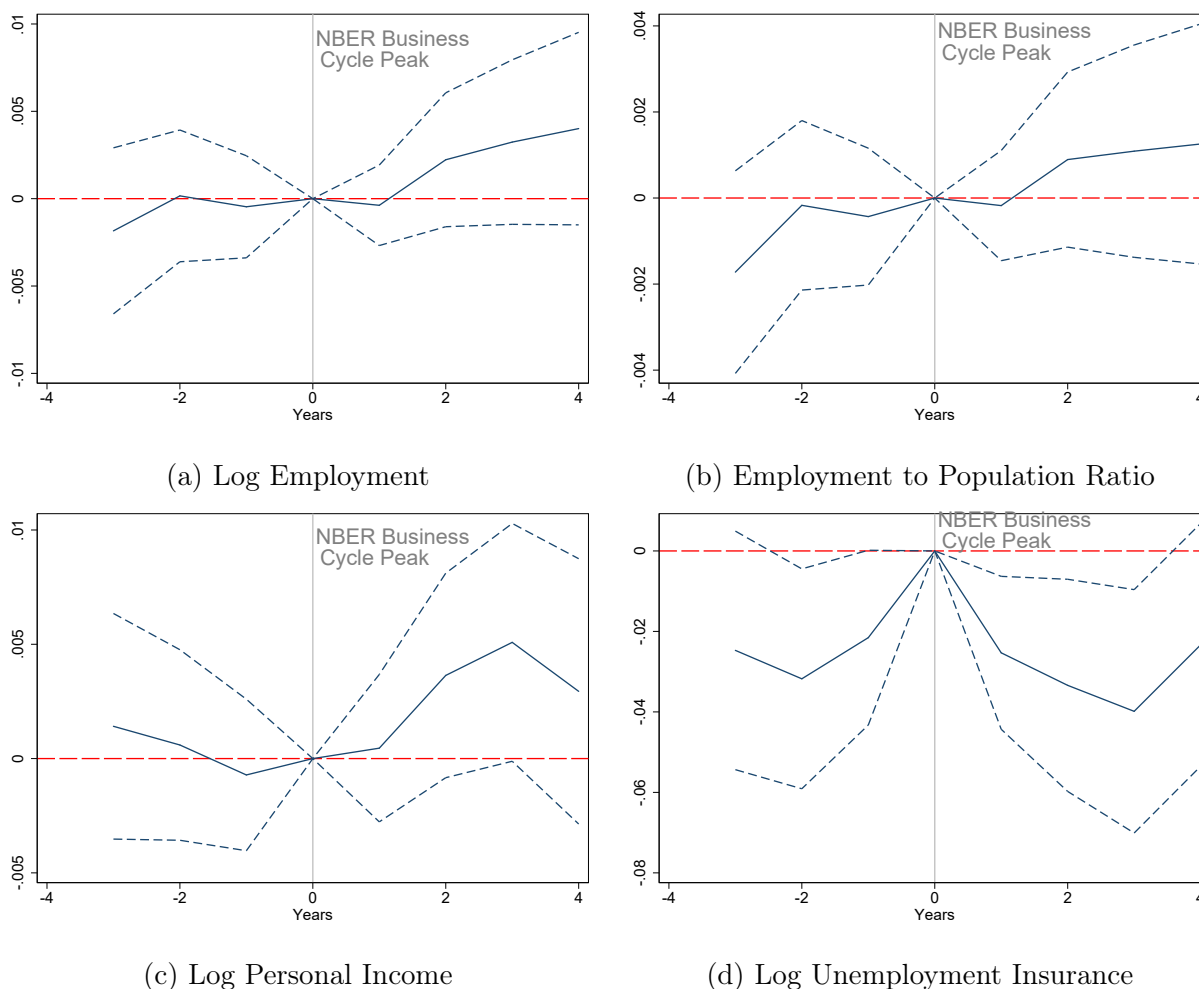 NBER Business
Cycle Peak
.01
.005
0
-.005
-.01
-4
-2
0
2
4
Years
(a) Log Employment
NBER Business
Cycle Peak
.004
.002
0
-.002
-.004
-4
-2
0
2
4
Years
(b) Employment to Population Ratio
NBER Business
Cycle Peak
.01
.005
0
-.005
-4
-2
0
2
4
Years
(c) Log Personal Income
NBER Business
Cycle Peak
0
-.02
-.04
-.06
-.08
-4
-2
0
2
4
Years
(d) Log Unemployment Insurance